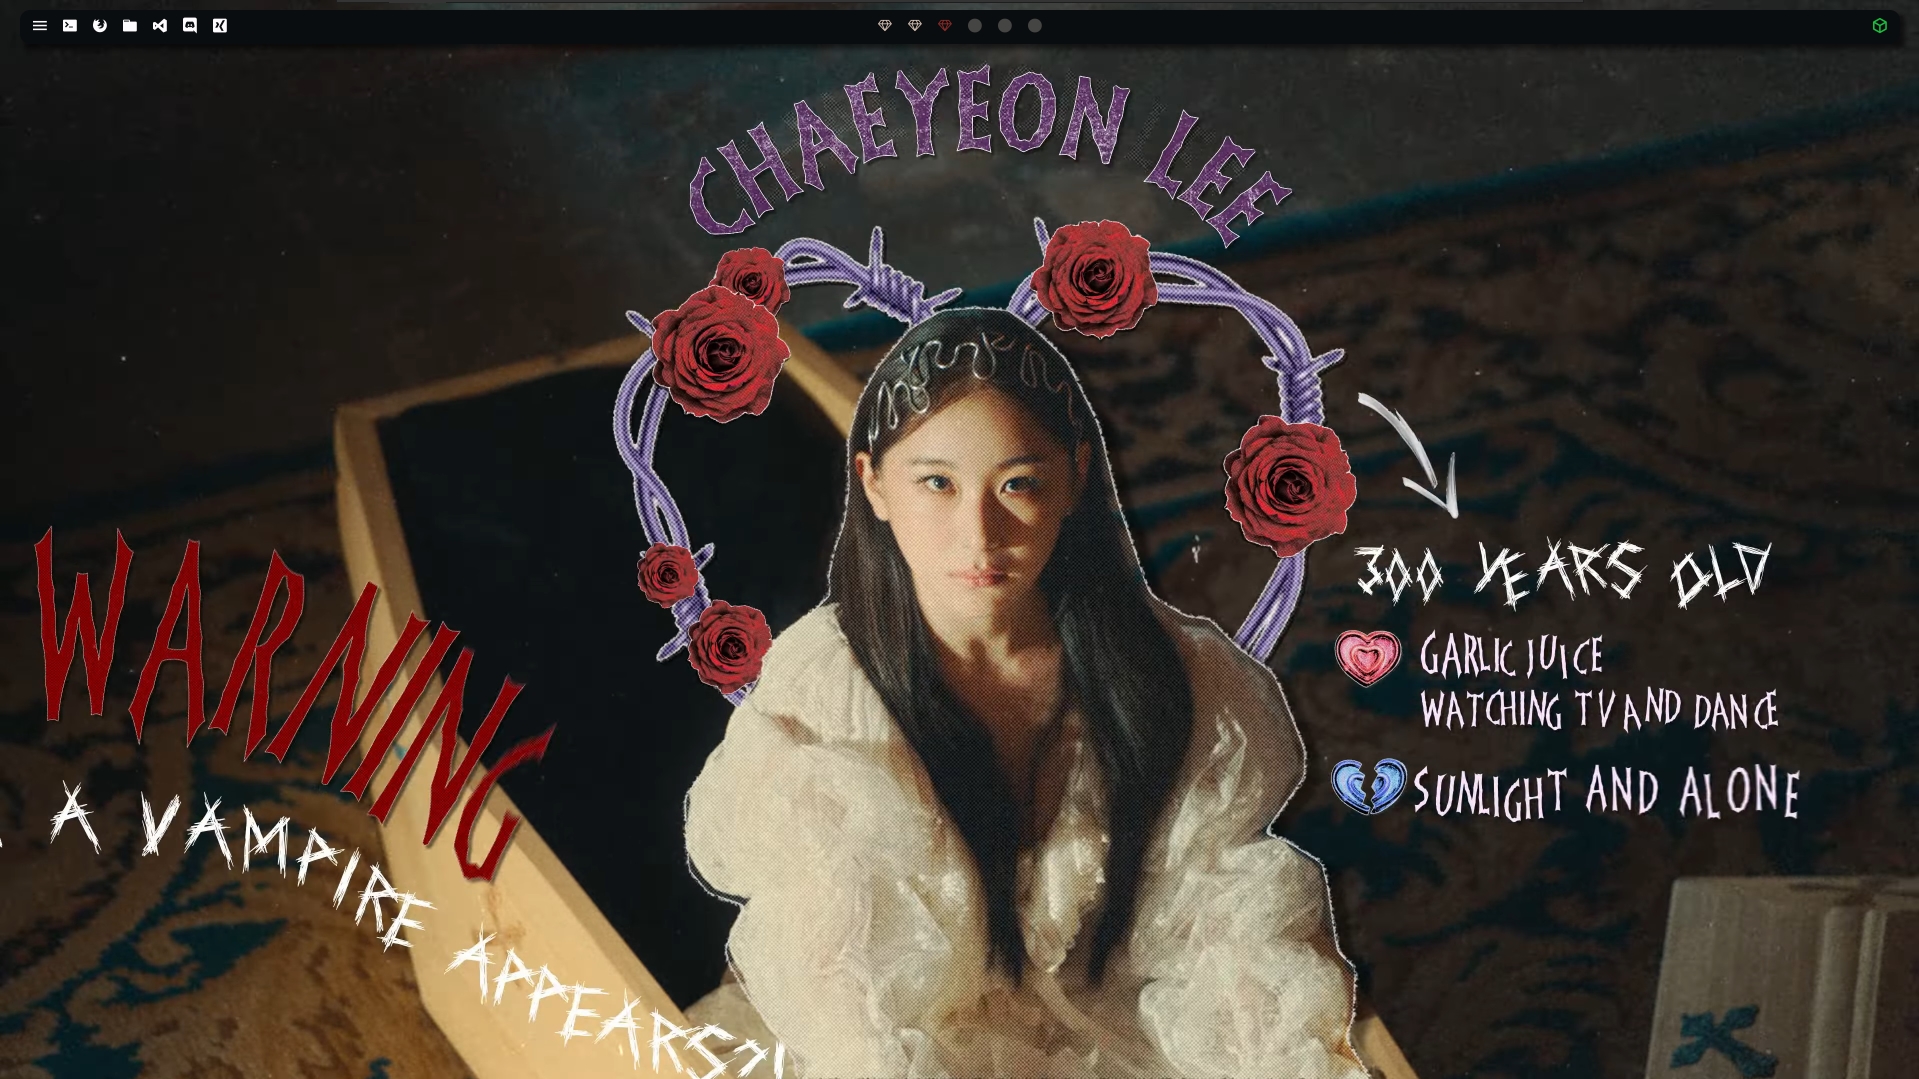 CHAEYEON LEE
WARNING
A VAMPIRE APPEARS?!
300 YEARS OLD
GARLIC JUICE
WATCHING TV AND DANCE
SUNLIGHT AND ALONE